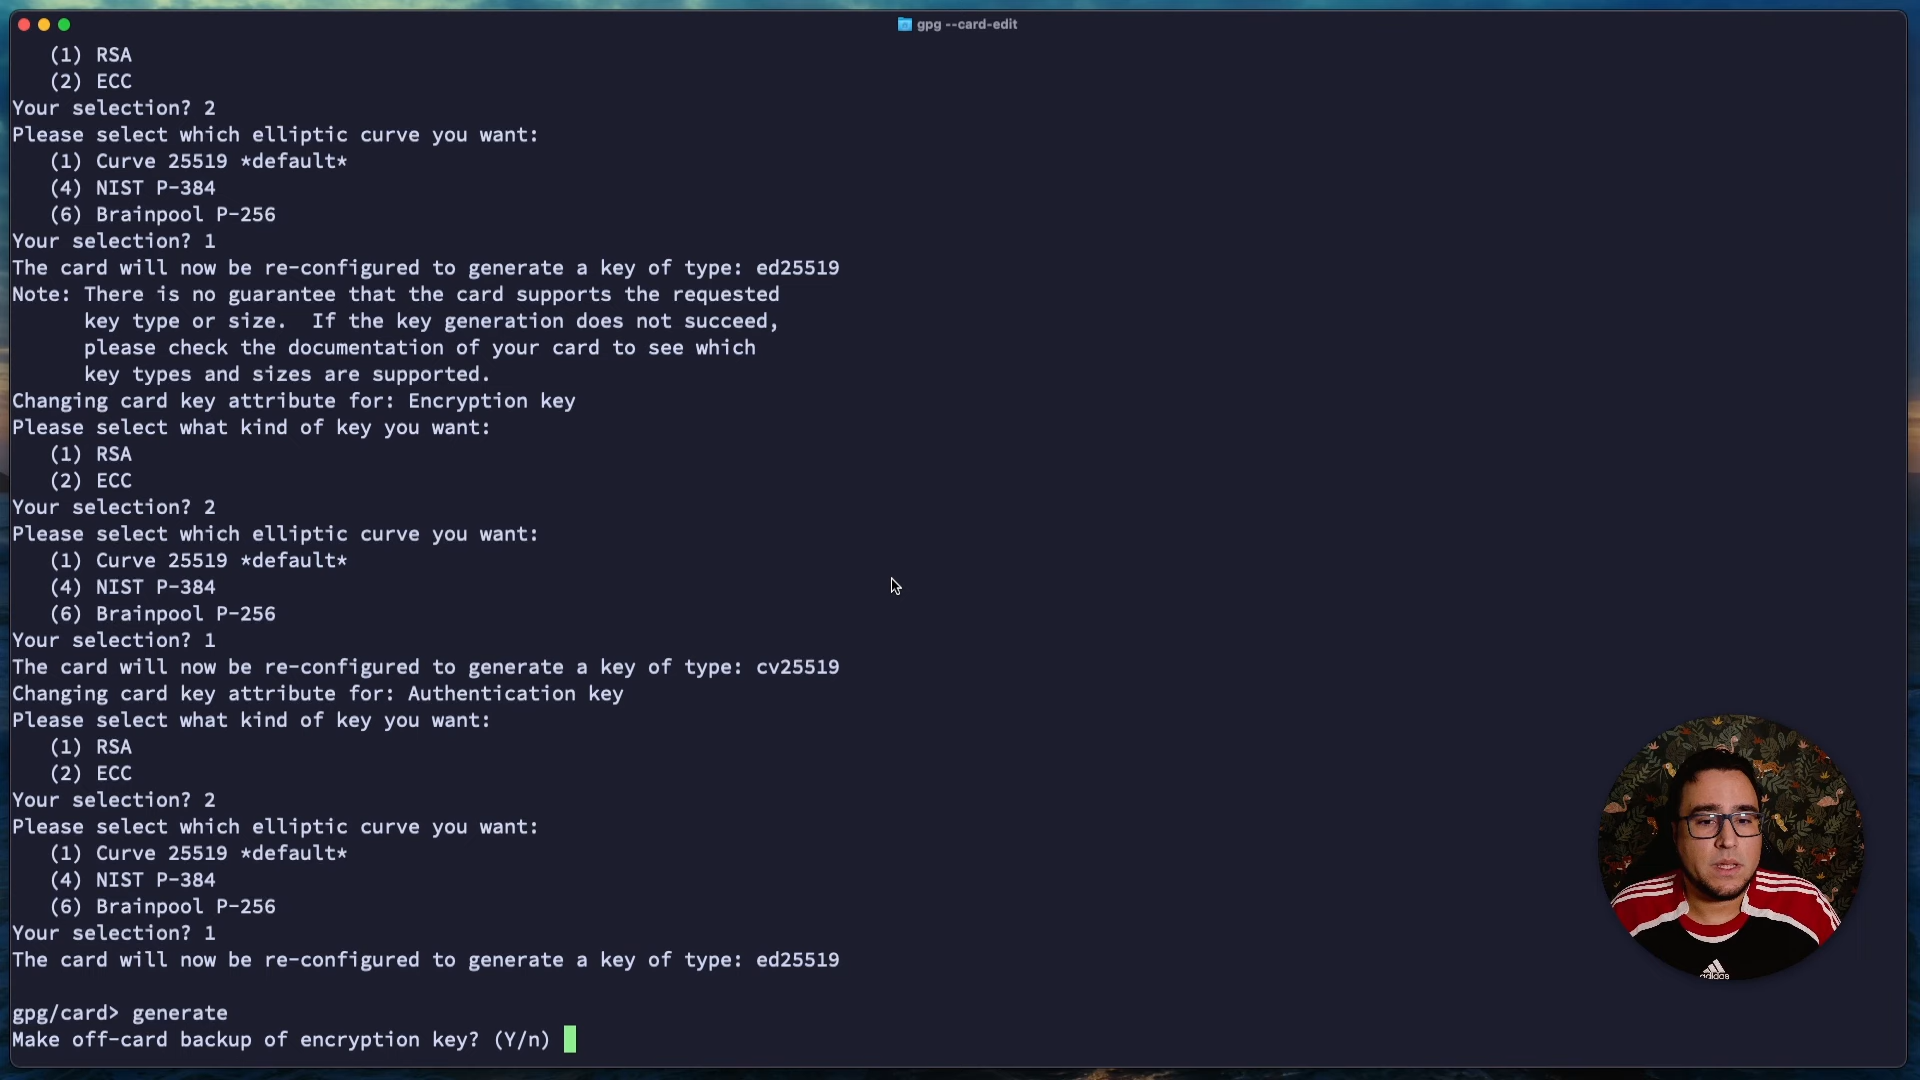 gpg --card-edit
(1) RSA
(2) ECC
Your selection? 2
Please select which elliptic curve you want:
(1) Curve 25519 *default*
(4) NIST P-384
(6) Brainpool P-256
Your selection? 1
The card will now be re-configured to generate a key of type: ed25519
Note: There is no guarantee that the card supports the requested
key type or size.  If the key generation does not succeed,
please check the documentation of your card to see which
key types and sizes are supported.
Changing card key attribute for: Encryption key
Please select what kind of key you want:
(1) RSA
(2) ECC
Your selection? 2
Please select which elliptic curve you want:
(1) Curve 25519 *default*
(4) NIST P-384
(6) Brainpool P-256
Your selection? 1
The card will now be re-configured to generate a key of type: cv25519
Changing card key attribute for: Authentication key
Please select what kind of key you want:
(1) RSA
(2) ECC
Your selection? 2
Please select which elliptic curve you want:
(1) Curve 25519 *default*
(4) NIST P-384
(6) Brainpool P-256
Your selection? 1
The card will now be re-configured to generate a key of type: ed25519
gpg/card> generate
Make off-card backup of encryption key? (Y/n)
adidas